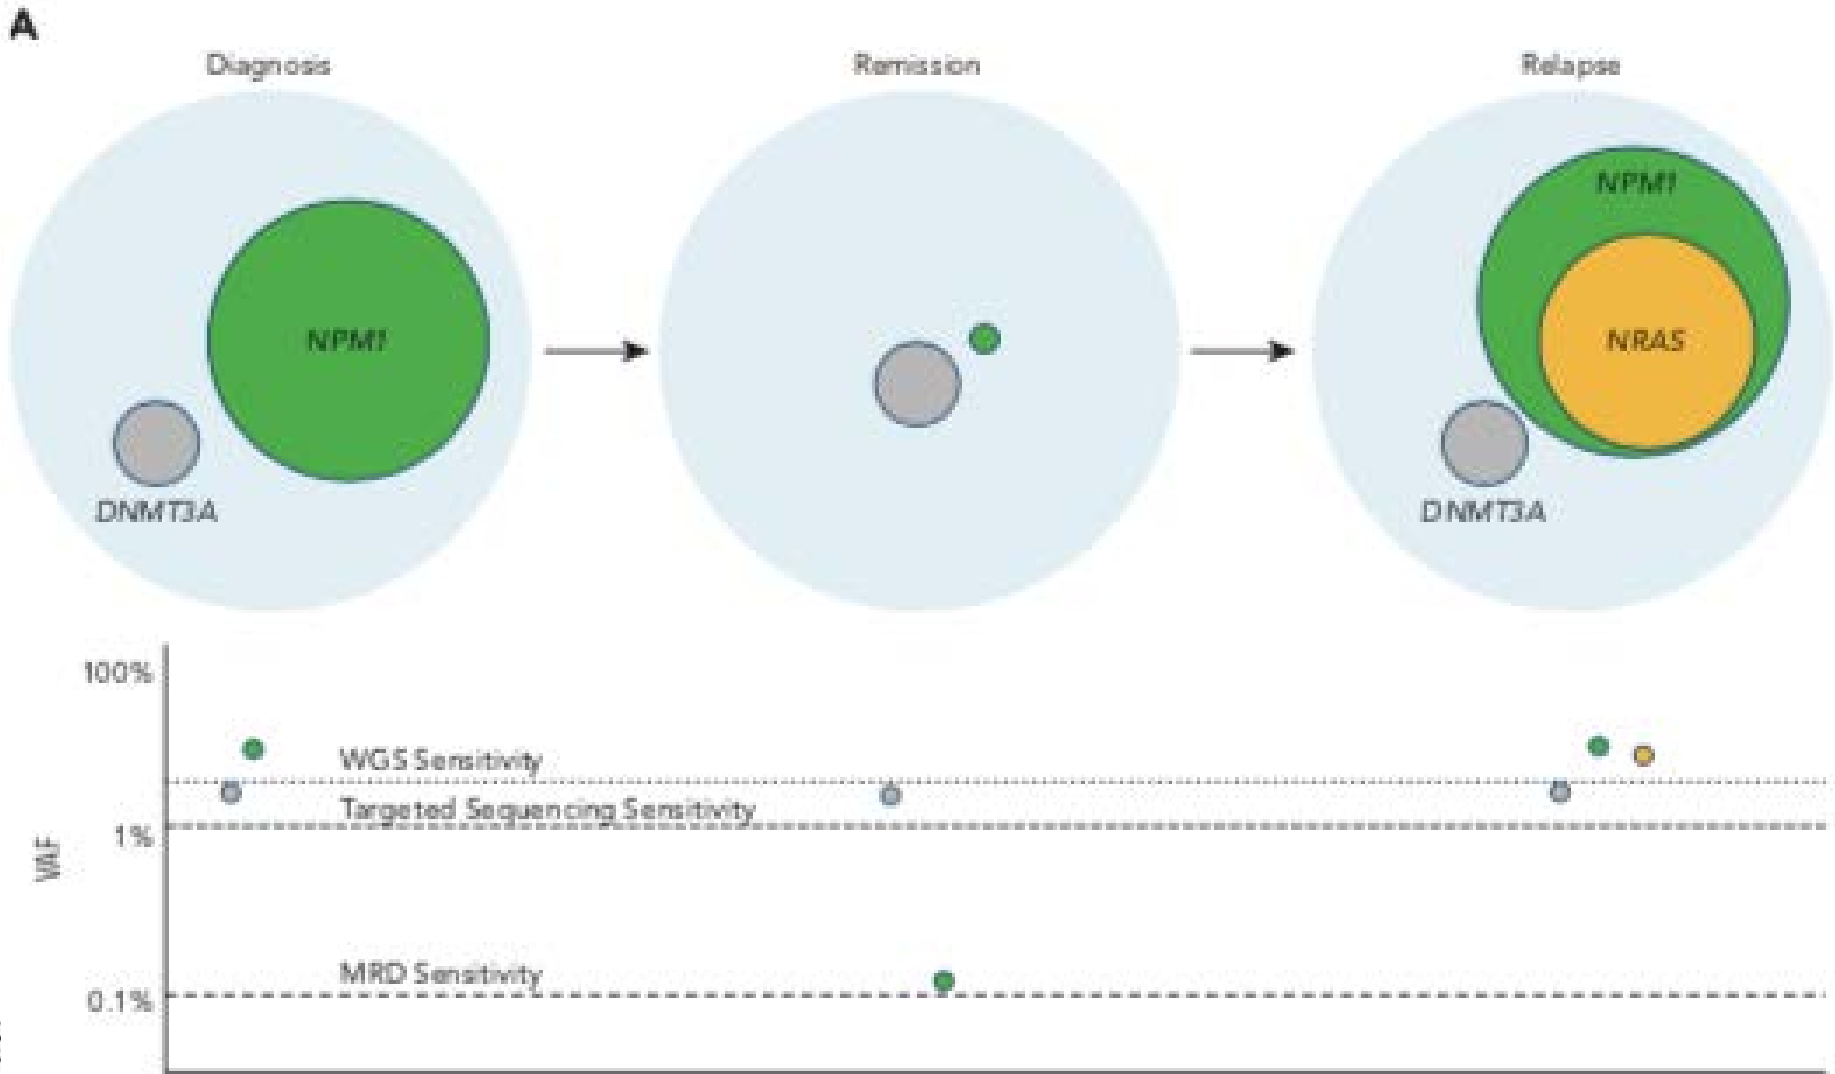 A
Diagnosis
Remission
Relapse
NPM1
DNMT3A
NPM1
NRAS
DNMT3A
100%
WGS Sensitivity
Targeted Sequencing Sensitivity
1%
VAF
MRD Sensitivity
0.1%